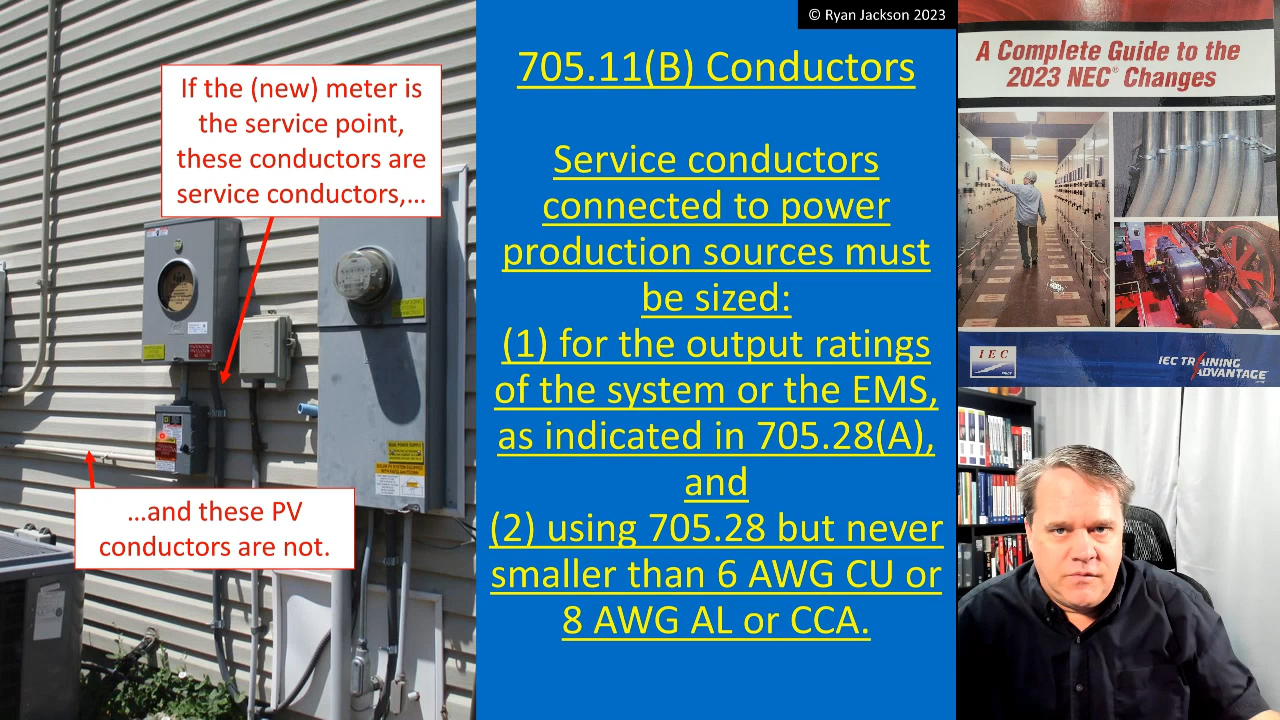 © Ryan Jackson 2023
If the (new) meter is
the service point,
these conductors are
service conductors,...
...and these PV
conductors are not.
705.11(B) Conductors
Service conductors
connected to power
production sources must
be sized:
(1) for the output ratings
of the system or the EMS,
as indicated in 705.28(A),
and
(2) using 705.28 but never
smaller than 6 AWG CU or
8 AWG AL or CCA.
A Complete Guide to the
2023 NEC® Changes
IEC
IEC TRAINING
ADVANTAGE